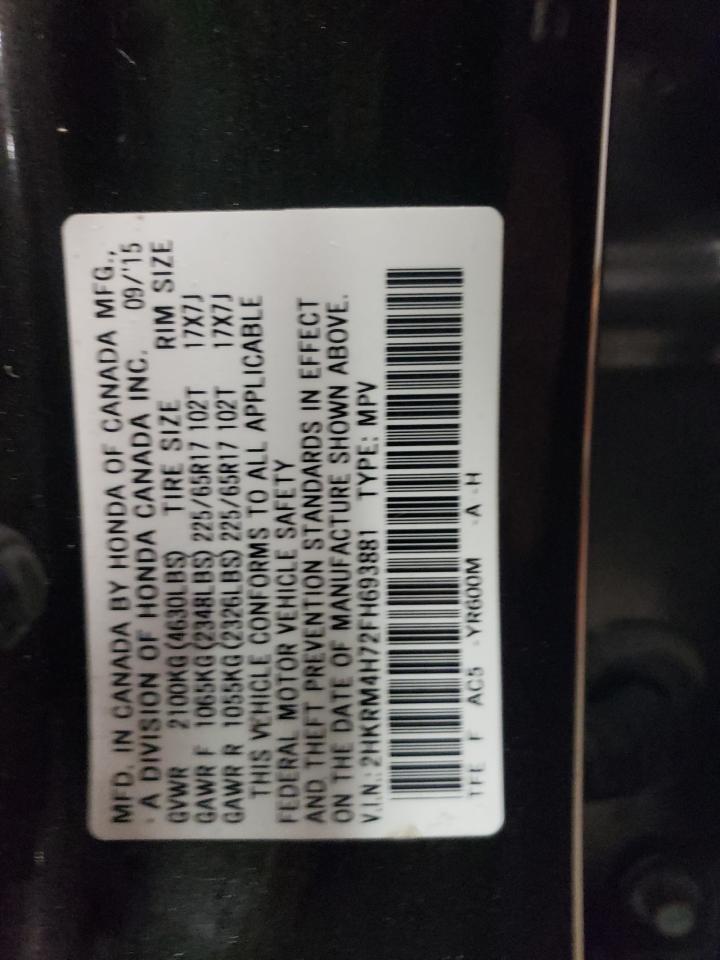 MFD. IN CANADA BY HONDA OF CANADA MFG.,
A DIVISION OF HONDA CANADA INC. 09/'15
GVWR 2100KG (4630LBS) TIRE SIZE RIM SIZE
GAWR F 1065KG (2348LBS) 225/65R17 102T 17X7J
GAWR R 1055KG (2326LBS) 225/65R17 102T 17X7J
THIS VEHICLE CONFORMS TO ALL APPLICABLE
FEDERAL MOTOR VEHICLE SAFETY
AND THEFT PREVENTION STANDARDS IN EFFECT
ON THE DATE OF MANUFACTURE SHOWN ABOVE.
V.I.N.: 2HKRM4H72FH693881 TYPE: MPV
TFE F AC5 -YR600M -A -H